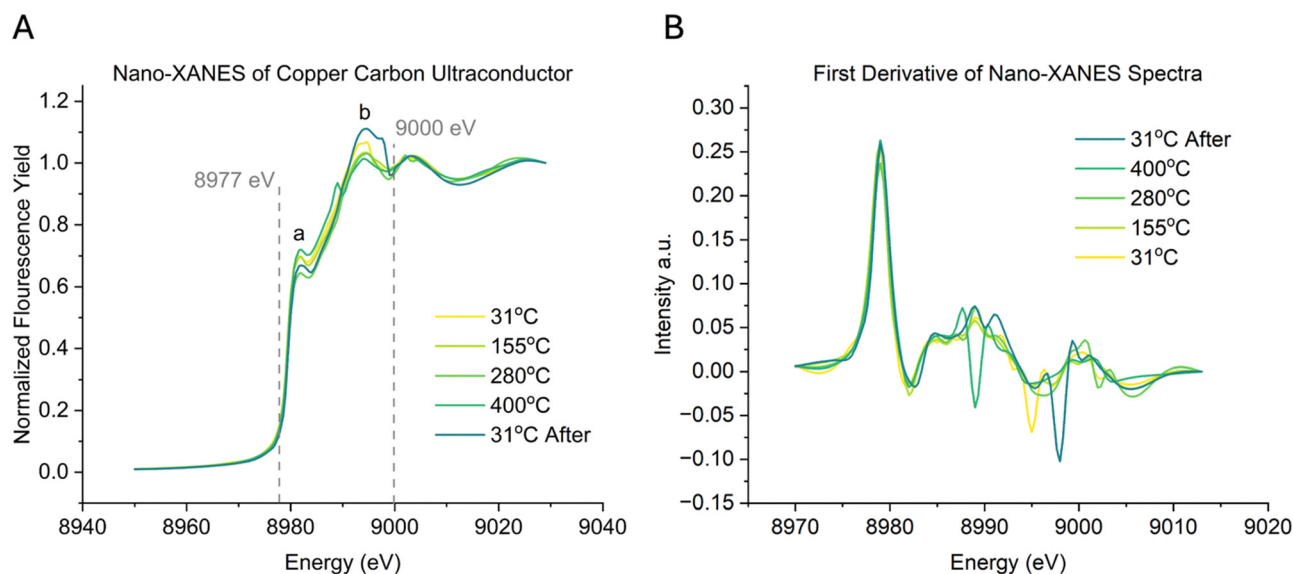 A
Nano-XANES of Copper Carbon Ultraconductor
1.2
1.0
0.8
0.6
0.4
0.2
0.0
Normalized Flourescence Yield
8977 eV
9000 eV
a
b
31°C
155°C
280°C
400°C
31°C After
8940
8960
8980
9000
9020
9040
Energy (eV)
B
First Derivative of Nano-XANES Spectra
0.30
0.25
0.20
0.15
0.10
0.05
0.00
−0.05
−0.10
−0.15
Intensity a.u.
31°C After
400°C
280°C
155°C
31°C
8970
8980
8990
9000
9010
9020
Energy (eV)